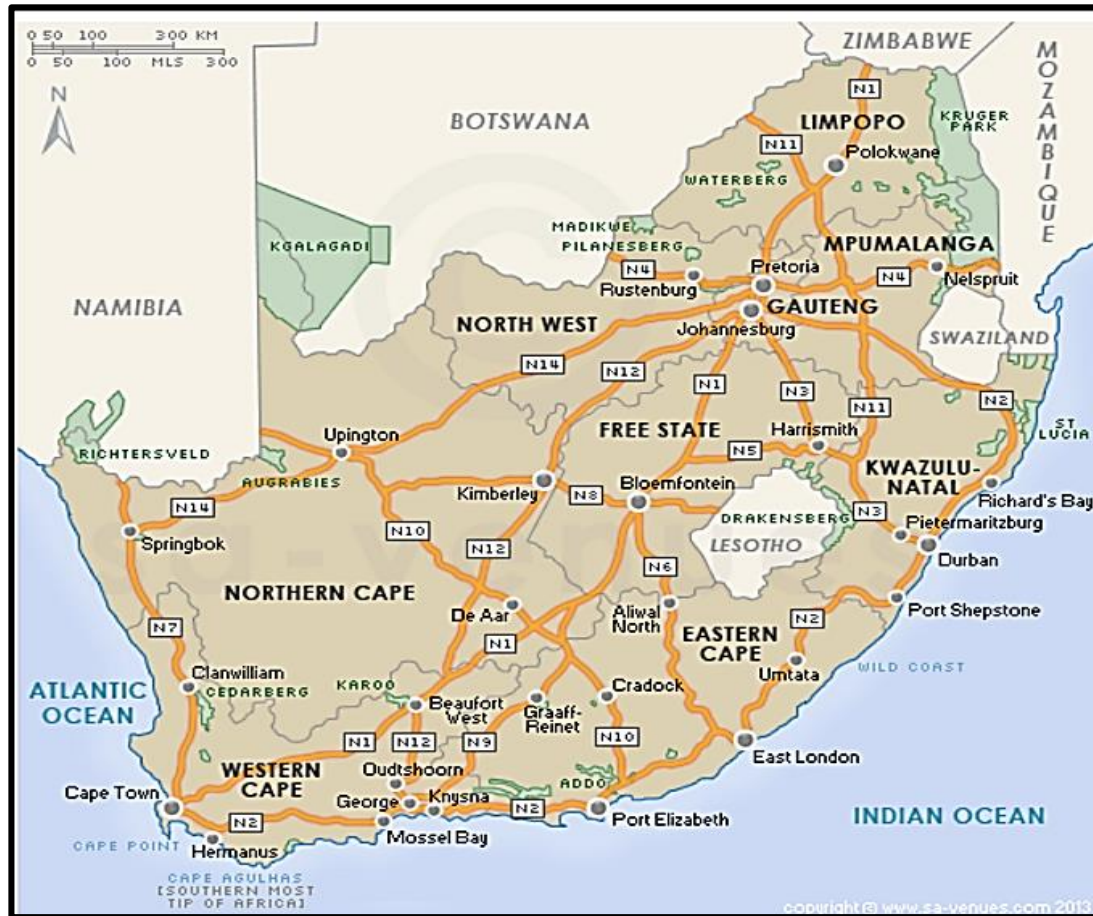 0 50 100 300 KM
0 50 100 MLS 300
N
ZIMBABWE
MOZAMBIQUE
BOTSWANA
NAMIBIA
N1
LIMPOPO
KRUGER
PARK
N11
Polokwane
WATERBERG
MADIKWE
PILANESBERG
MPUMALANGA
KGALAGADI
N4
Rustenburg
Pretoria
N4
Nelspruit
GAUTENG
Johannesburg
NORTH WEST
SWAZILAND
N14
N12
N1
N3
N11
N2
ST
LUCIA
Upington
FREE STATE
Harrismith
N5
RICHTERSVELD
AUGRABIES
KWAZULU-
NATAL
Kimberley
N8
Bloemfontein
Richard's Bay
N14
Springbok
N10
N12
DRAKENSBERG
LESOTHO
N3
Pietermaritzburg
Durban
N6
NORTHERN CAPE
De Aar
Aliwal
North
Port Shepstone
N7
N1
EASTERN
CAPE
N2
Umtata
WILD COAST
Clanwilliam
CEDARBERG
KAROO
Beaufort
West
Graaff-
Reinet
Cradock
ATLANTIC
OCEAN
N1
N12
N9
N10
East London
WESTERN
CAPE
Oudtshoorn
ADDO
Cape Town
George
Knysna
N2
Port Elizabeth
INDIAN OCEAN
N2
Mossel Bay
CAPE POINT
Hermanus
CAPE AGULHAS
[SOUTHERN MOST
TIP OF AFRICA]
copyright © www.sa-venues.com 2013
sa-venues